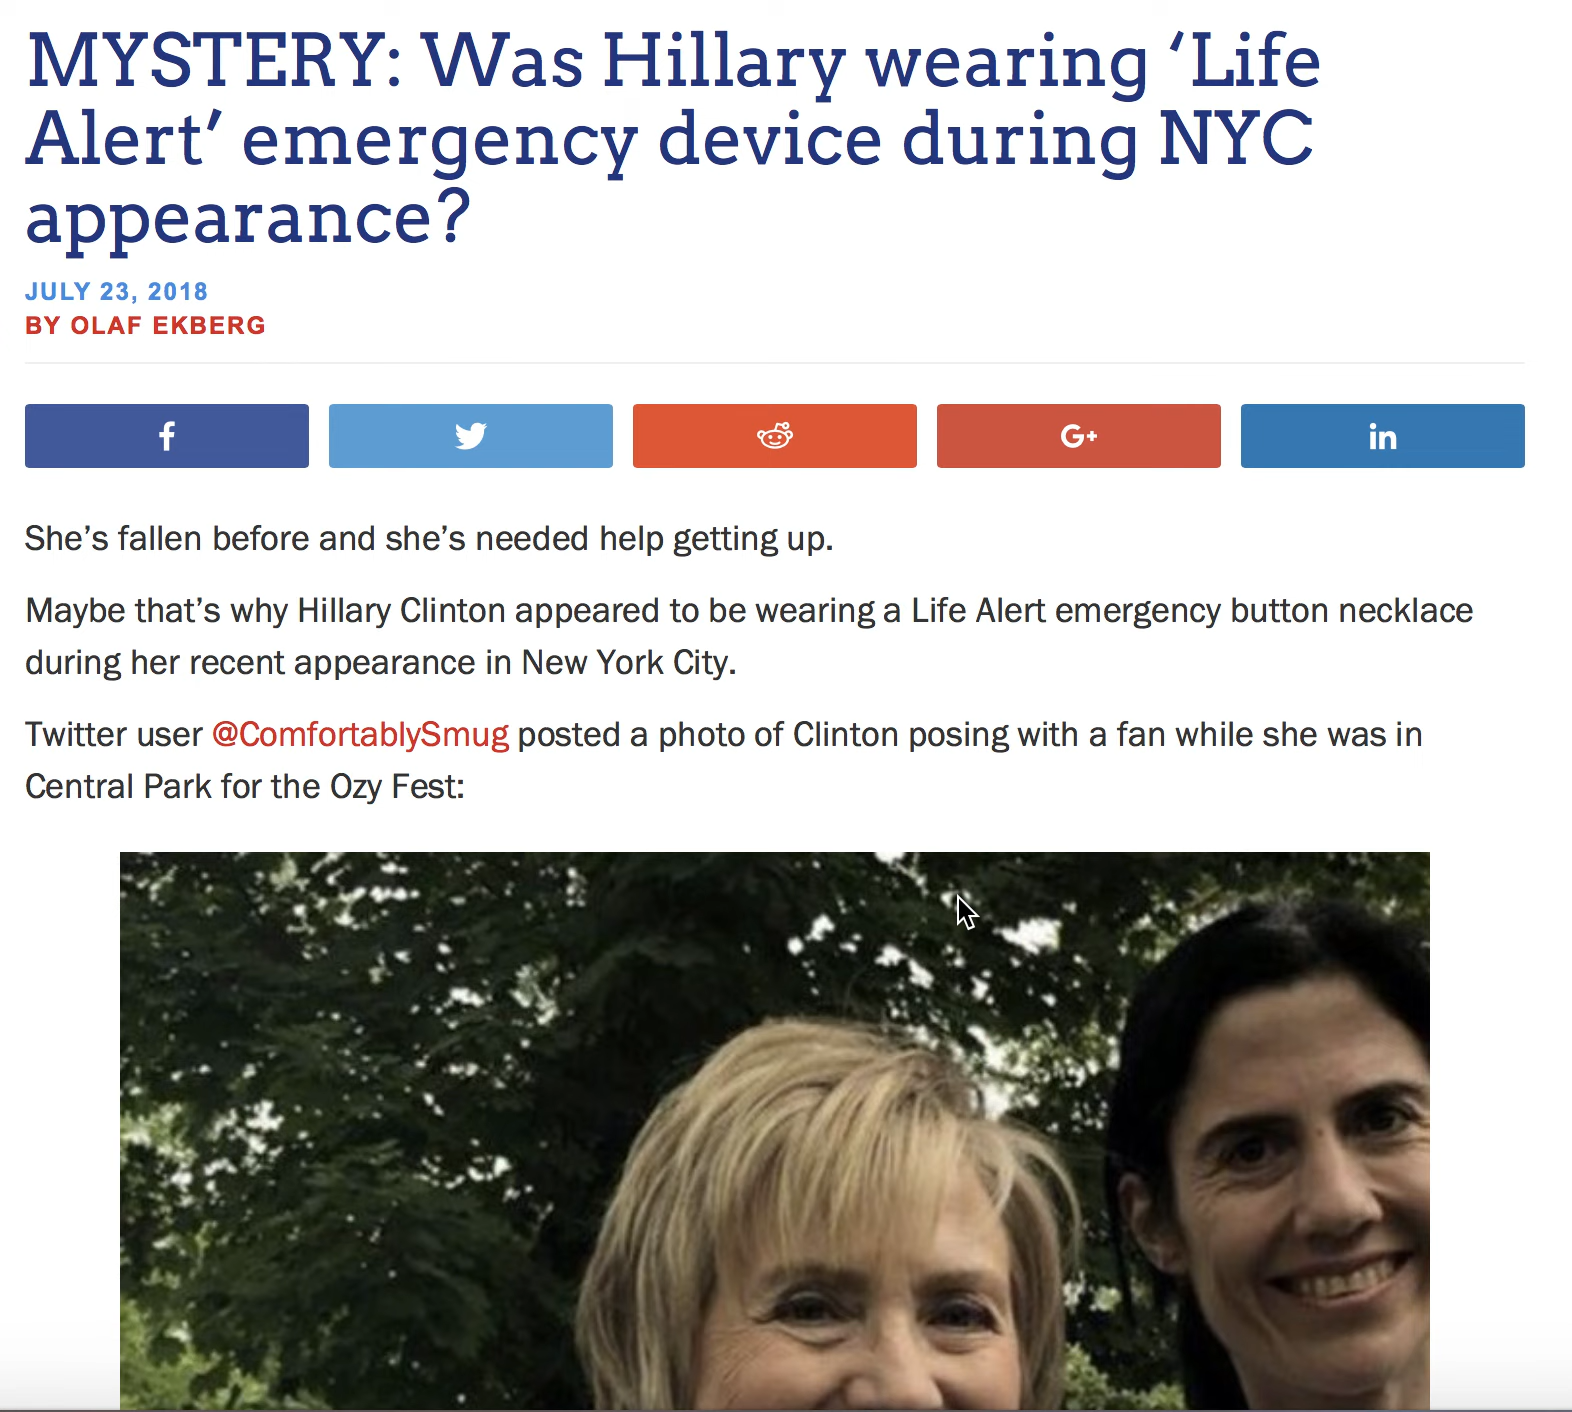 MYSTERY: Was Hillary wearing ‘Life
Alert’ emergency device during NYC
appearance?
JULY 23, 2018
BY OLAF EKBERG
f
G+
in
She’s fallen before and she’s needed help getting up.
Maybe that’s why Hillary Clinton appeared to be wearing a Life Alert emergency button necklace
during her recent appearance in New York City.
Twitter user @ComfortablySmug posted a photo of Clinton posing with a fan while she was in
Central Park for the Ozy Fest: